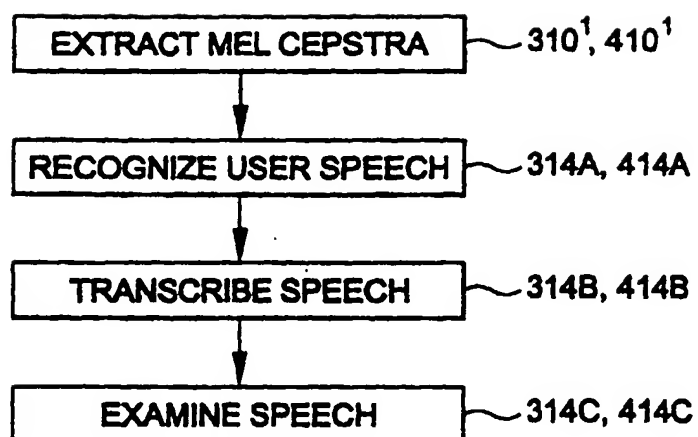 EXTRACT MEL CEPSTRA 310¹, 410¹
RECOGNIZE USER SPEECH 314A, 414A
TRANSCRIBE SPEECH 314B, 414B
EXAMINE SPEECH 314C, 414C